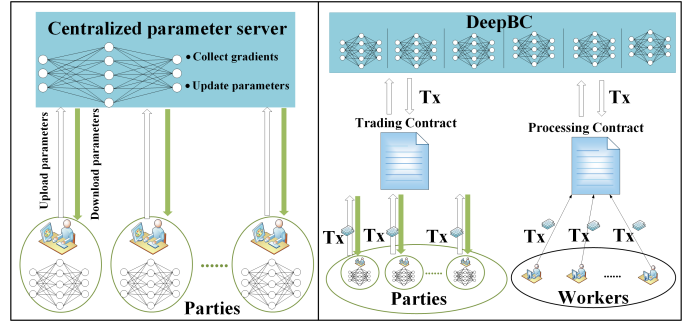 Centralized parameter server
• Collect gradients
• Update parameters
Upload parameters
Download parameters
......
Parties
DeepBC
Tx
Tx
Trading Contract
Processing Contract
Tx
Tx
Tx
Tx
Tx
Tx
......
......
Parties
Workers